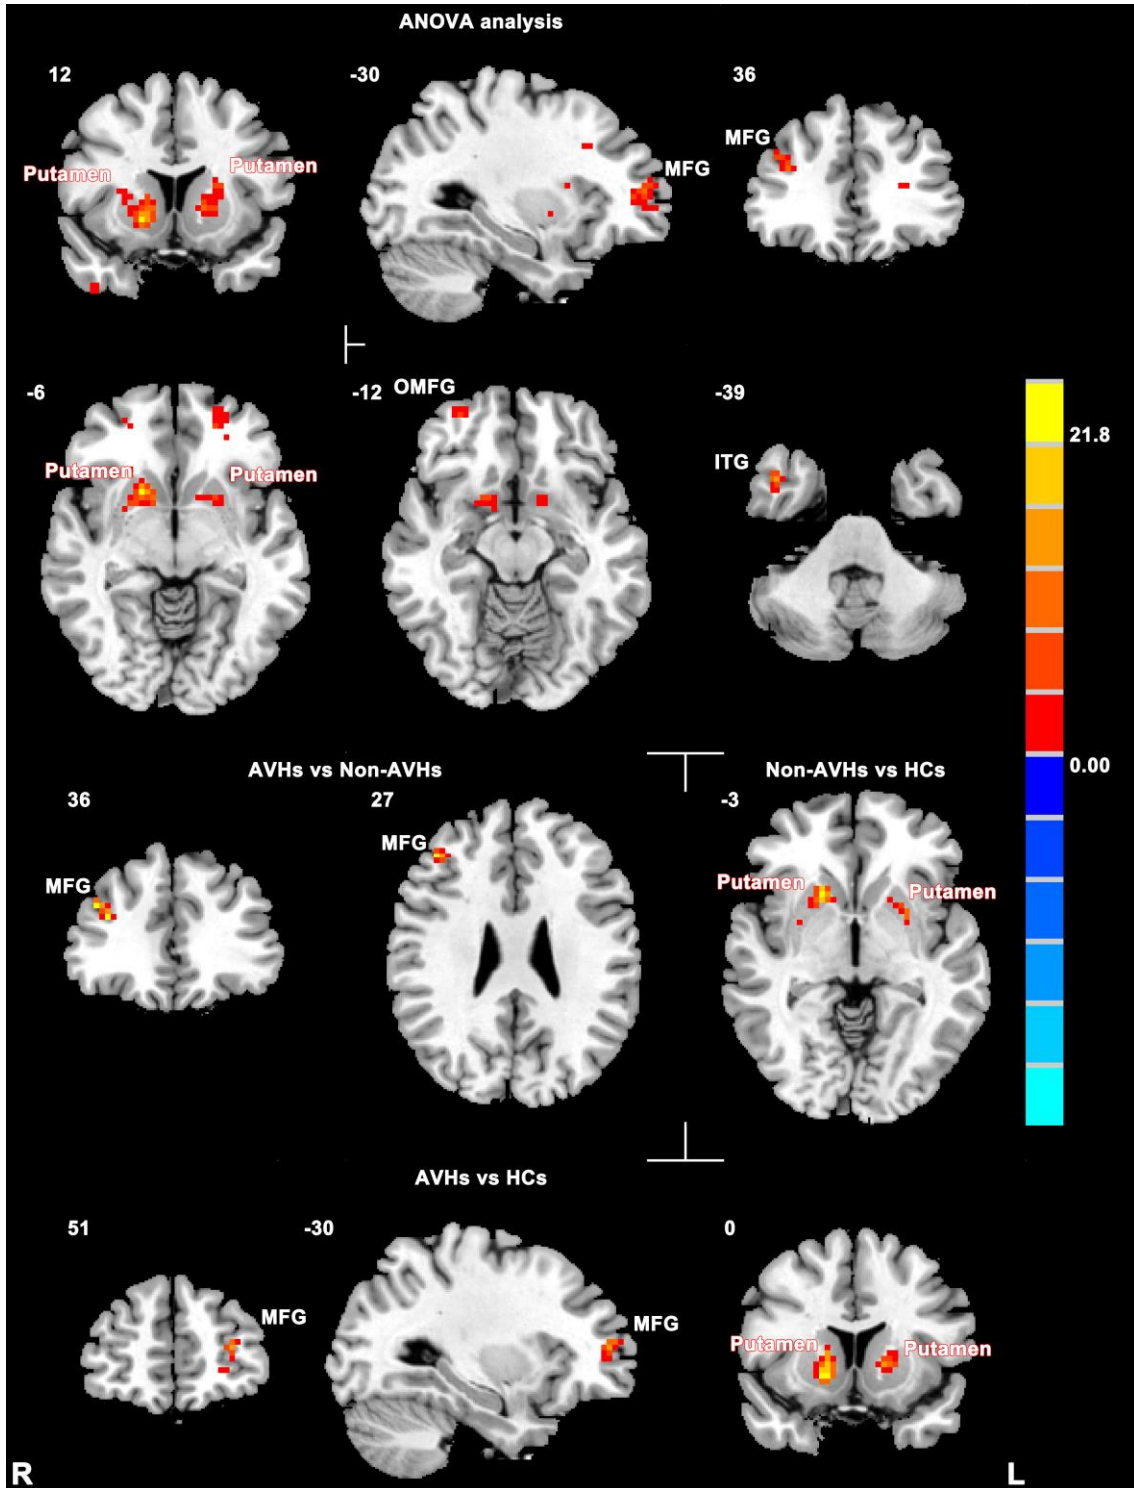 ANOVA analysis
12
-30
36
Putamen
Putamen
MFG
MFG
-6
-12
OMFG
-39
Putamen
Putamen
ITG
21.8
0.00
AVHs vs Non-AVHs
Non-AVHs vs HCs
36
27
-3
MFG
MFG
Putamen
Putamen
AVHs vs HCs
51
-30
0
MFG
MFG
Putamen
Putamen
R
L